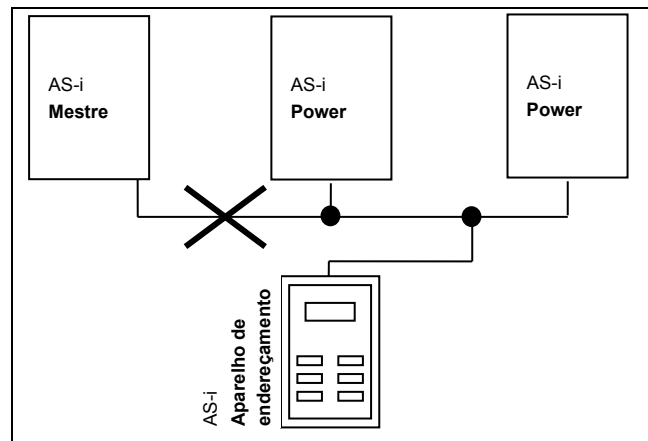 AS-i
Mestre
AS-i
Power
AS-i
Power
AS-i
Aparelho de
endereçamento